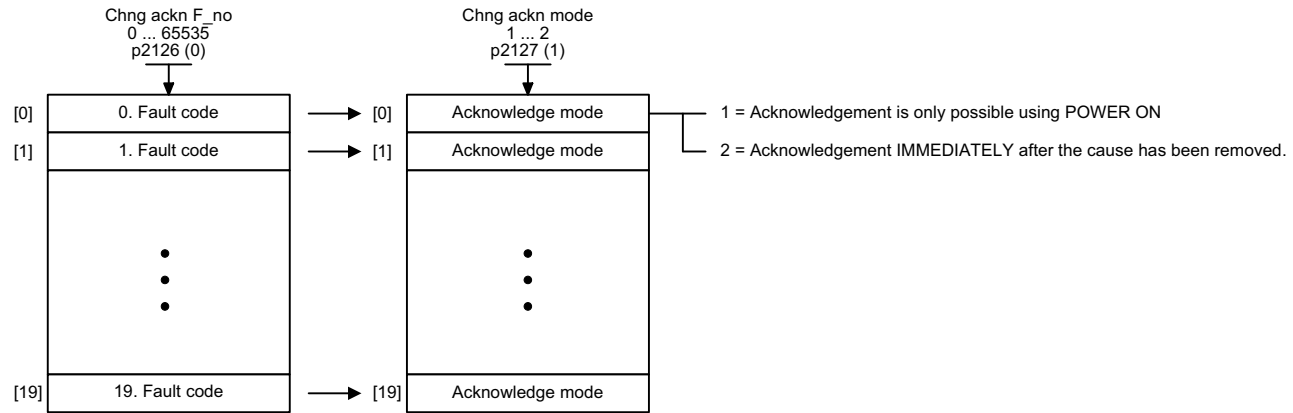 Chng ackn F_no
0 ... 65535
p2126 (0)
Chng ackn mode
1 ... 2
p2127 (1)
[0] 0. Fault code [0] Acknowledge mode 1 = Acknowledgement is only possible using POWER ON
[1] 1. Fault code [1] Acknowledge mode 2 = Acknowledgement IMMEDIATELY after the cause has been removed.
[19] 19. Fault code [19] Acknowledge mode